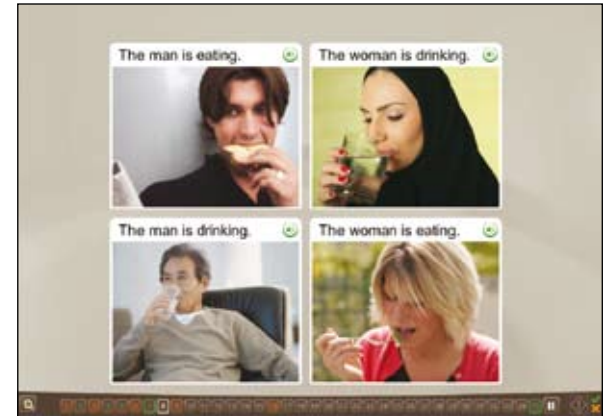 The man is eating.
The woman is drinking.
The man is drinking.
The woman is eating.